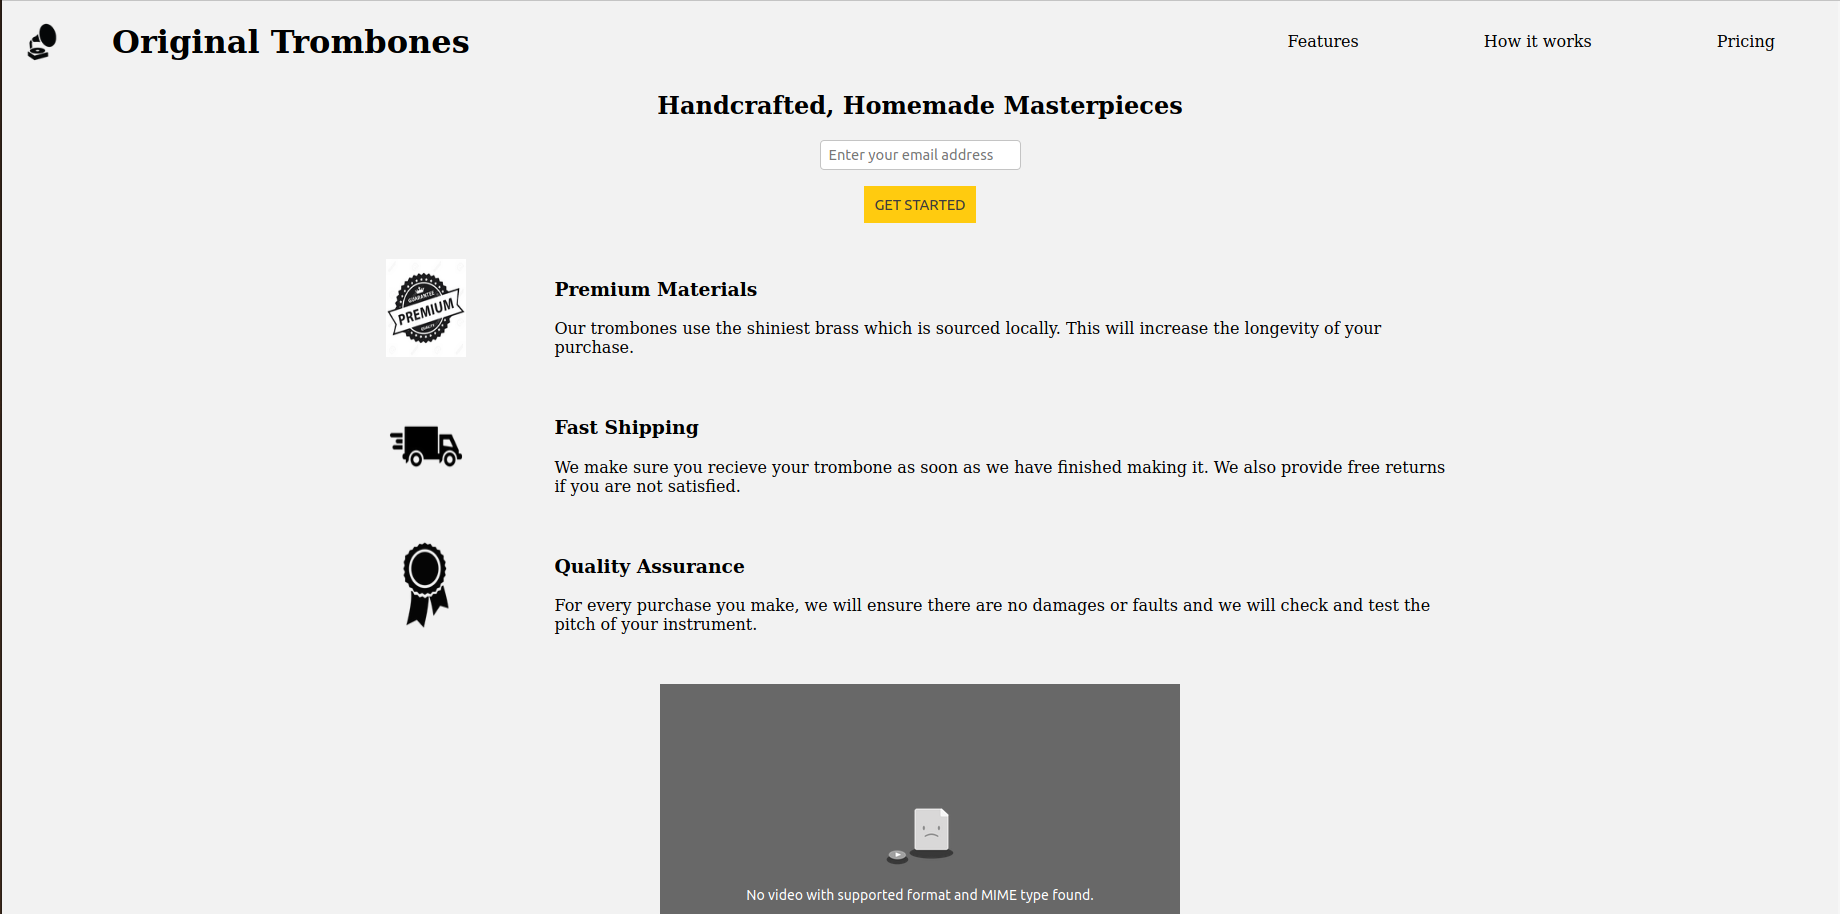 Original Trombones
Features
How it works
Pricing
Handcrafted, Homemade Masterpieces
Enter your email address
GET STARTED
GUARANTEE
PREMIUM
QUALITY
Premium Materials
Our trombones use the shiniest brass which is sourced locally. This will increase the longevity of your
purchase.
Fast Shipping
We make sure you recieve your trombone as soon as we have finished making it. We also provide free returns
if you are not satisfied.
Quality Assurance
For every purchase you make, we will ensure there are no damages or faults and we will check and test the
pitch of your instrument.
No video with supported format and MIME type found.